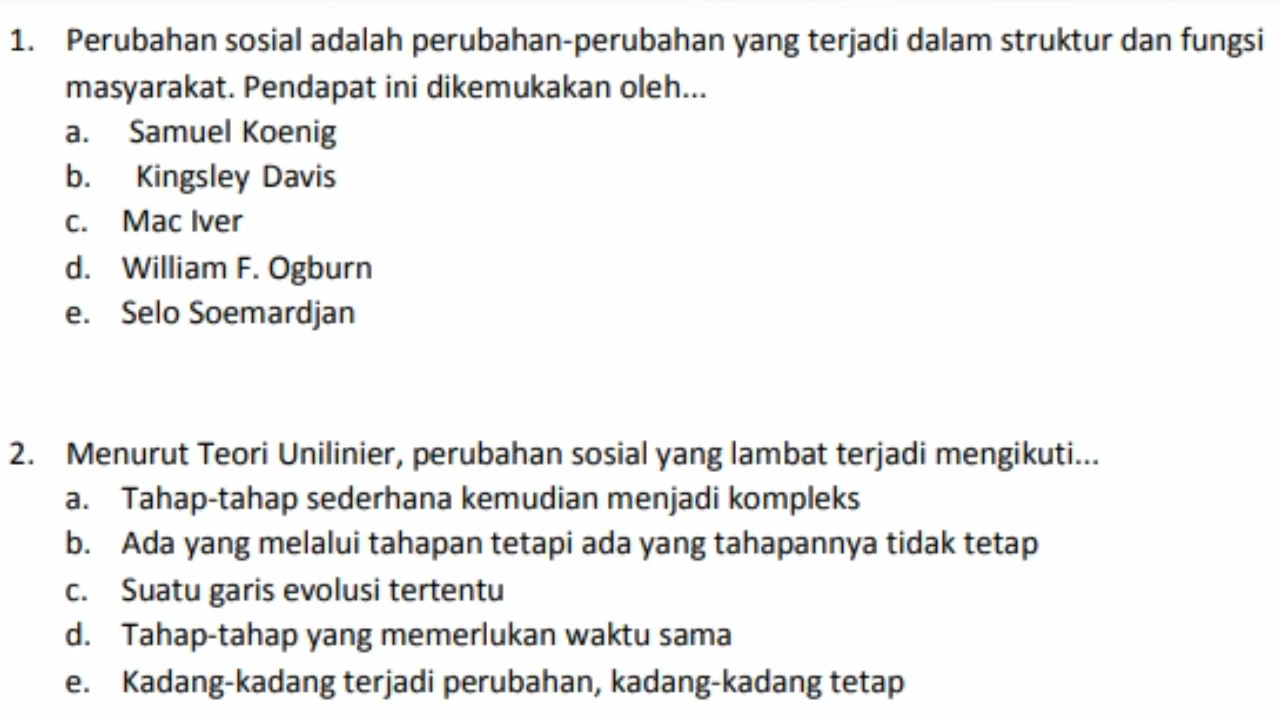 1. Perubahan sosial adalah perubahan-perubahan yang terjadi dalam struktur dan fungsi
masyarakat. Pendapat ini dikemukakan oleh...
a. Samuel Koenig
b. Kingsley Davis
c. Mac Iver
d. William F. Ogburn
e. Selo Soemardjan
2. Menurut Teori Unilinier, perubahan sosial yang lambat terjadi mengikuti...
a. Tahap-tahap sederhana kemudian menjadi kompleks
b. Ada yang melalui tahapan tetapi ada yang tahapannya tidak tetap
c. Suatu garis evolusi tertentu
d. Tahap-tahap yang memerlukan waktu sama
e. Kadang-kadang terjadi perubahan, kadang-kadang tetap